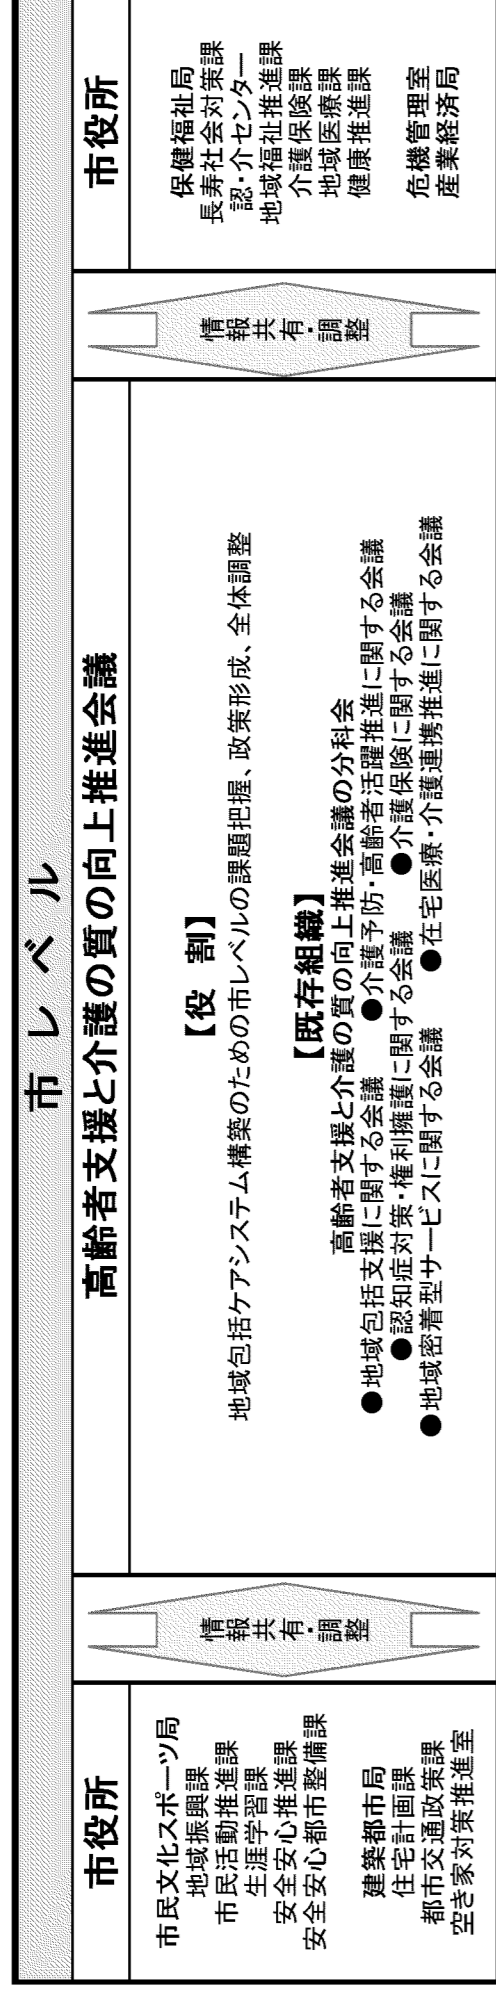 市レベル
市役所
市民文化スポーツ局
地域振興課
市民活動推進課
生涯学習課
安全安心推進課
安全安心都市整備課
建築都市局
住宅計画課
都市交通政策課
空き家対策推進室
情報共有・調整
高齢者支援と介護の質の向上推進会議
【役　割】
地域包括ケアシステム構築のための市レベルの課題把握、政策形成、全体調整
【既存組織】
高齢者支援と介護の質の向上推進会議の分科会
●地域包括支援に関する会議　●介護予防・高齢者活躍推進に関する会議
●認知症対策・権利擁護に関する会議　●介護保険に関する会議
●地域密着型サービスに関する会議　●在宅医療・介護連携推進に関する会議
情報共有・調整
市役所
保健福祉局
長寿社会対策課
認・介センター
地域福祉推進課
介護保険課
地域医療課
健康推進課
危機管理室
産業経済局